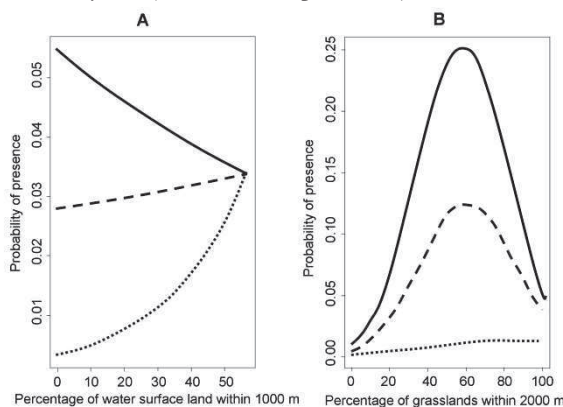 A
Probability of presence
0.05
0.04
0.03
0.02
0.01
0 10 20 30 40 50
Percentage of water surface land within 1000 m
B
Probability of presence
0.25
0.20
0.15
0.10
0.05
0.00
0 20 40 60 80 100
Percentage of grasslands within 2000 m